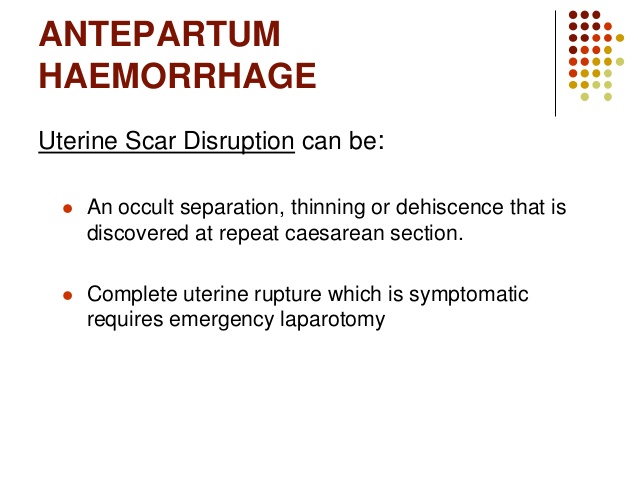 ANTEPARTUM
HAEMORRHAGE
Uterine Scar Disruption can be:
An occult separation, thinning or dehiscence that is
discovered at repeat caesarean section.
Complete uterine rupture which is symptomatic
requires emergency laparotomy